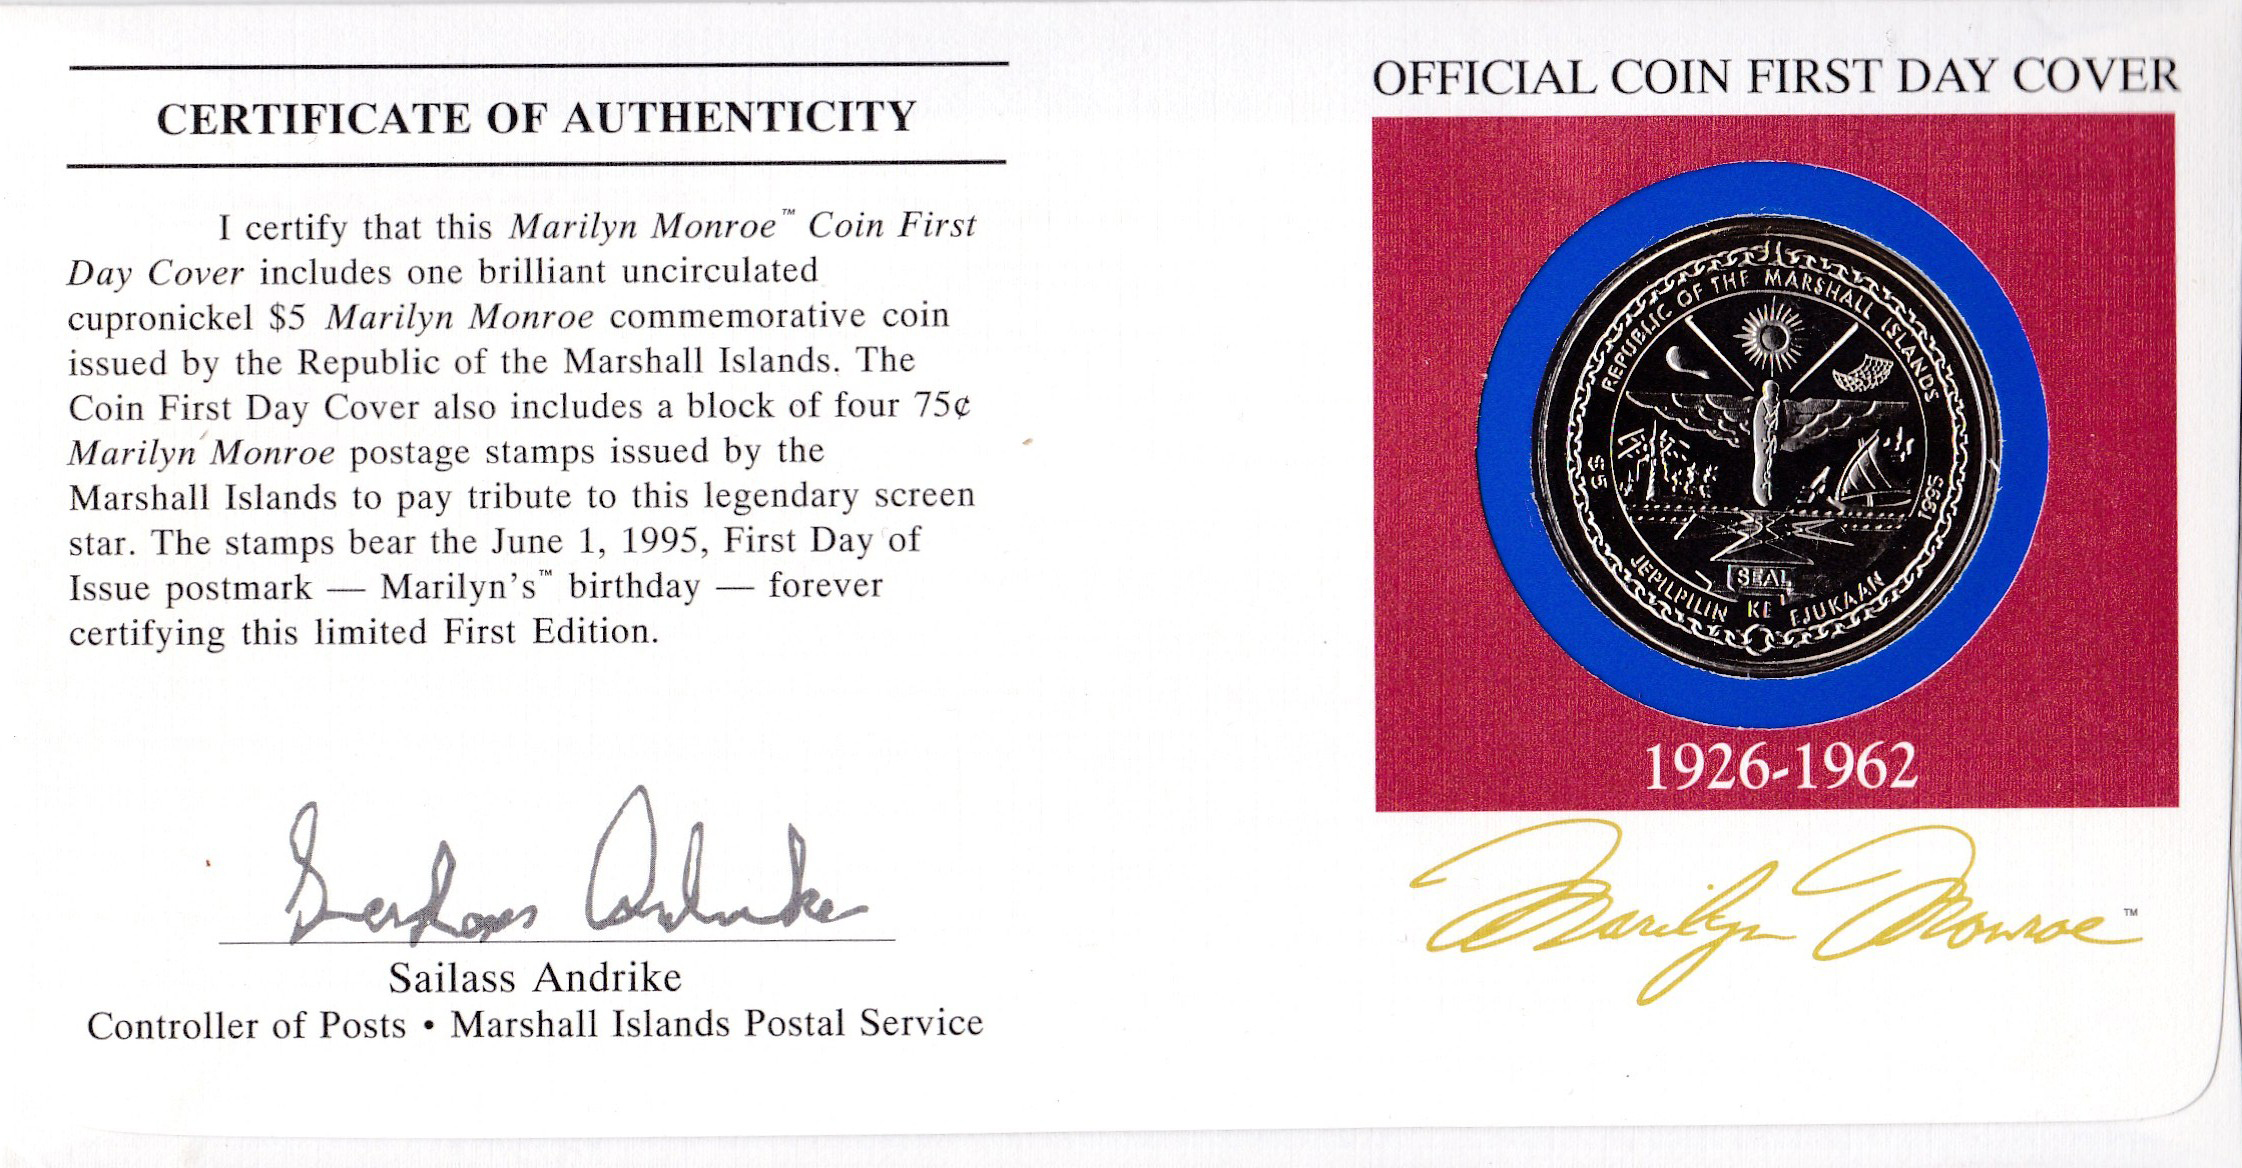 CERTIFICATE OF AUTHENTICITY
I certify that this Marilyn Monroe™ Coin First
Day Cover includes one brilliant uncirculated
cupronickel $5 Marilyn Monroe commemorative coin
issued by the Republic of the Marshall Islands. The
Coin First Day Cover also includes a block of four 75¢
Marilyn Monroe postage stamps issued by the
Marshall Islands to pay tribute to this legendary screen
star. The stamps bear the June 1, 1995, First Day of
Issue postmark — Marilyn's™ birthday — forever
certifying this limited First Edition.
Sailass Andrike
Sailass Andrike
Controller of Posts • Marshall Islands Postal Service
OFFICIAL COIN FIRST DAY COVER
REPUBLIC OF THE MARSHALL ISLANDS
$5
1995
SEAL
JEPILPILIN KE EJUKAAN
1926-1962
Marilyn Monroe™